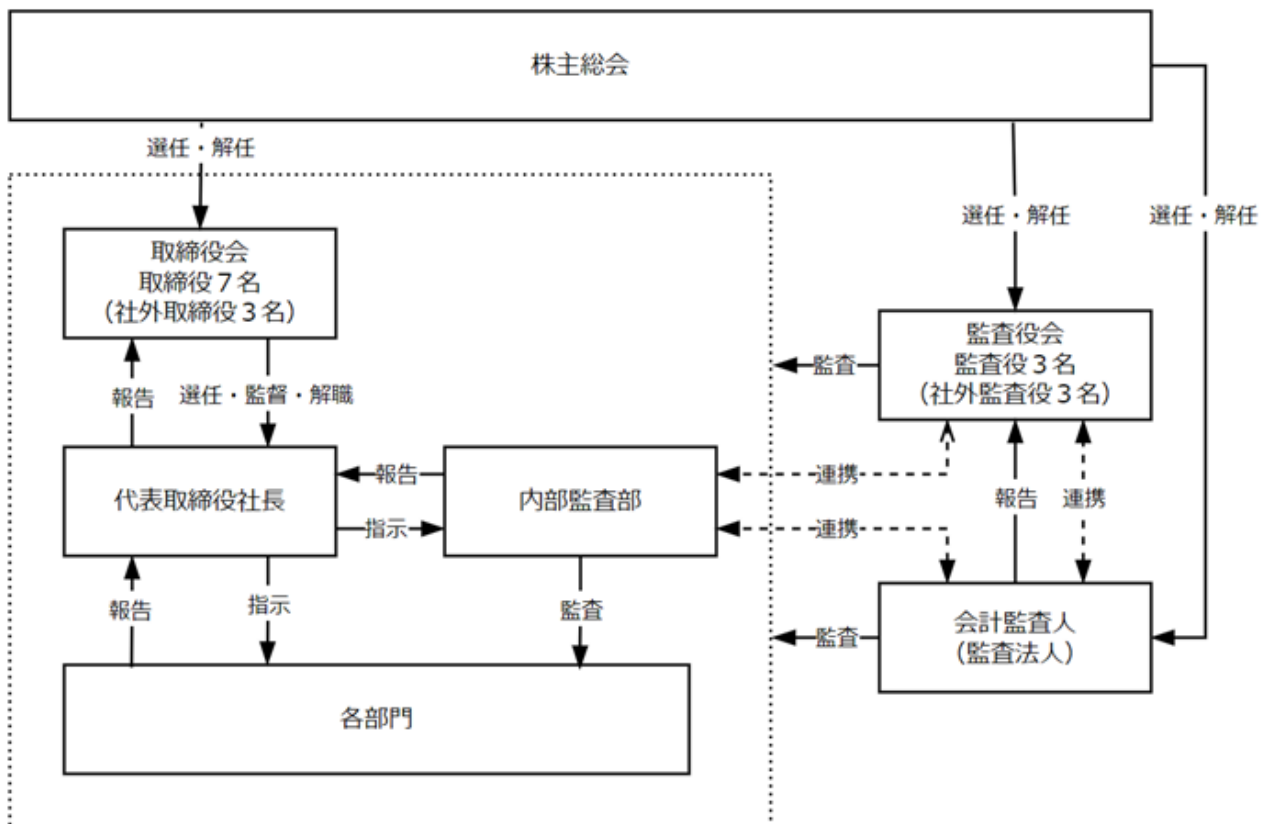 株主総会
選任・解任
選任・解任
選任・解任
取締役会
取締役７名
（社外取締役３名）
監査役会
監査役３名
（社外監査役３名）
監査
報告
選任・監督・解職
代表取締役社長
報告
指示
内部監査部
連携
連携
報告
連携
報告
指示
監査
監査
会計監査人
（監査法人）
各部門